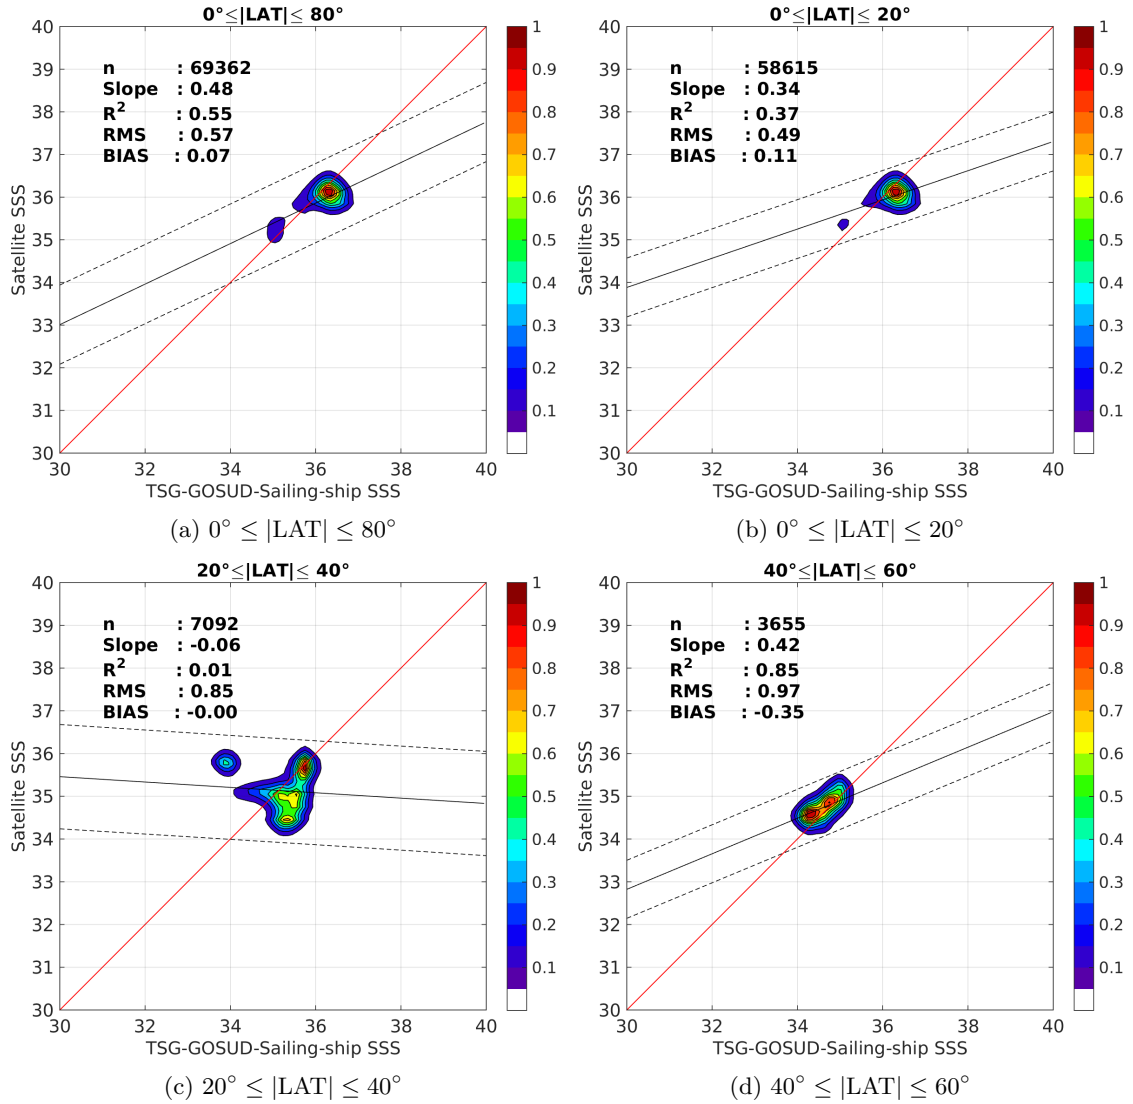 0°≤|LAT|≤ 80°
n : 69362
Slope : 0.48
R2 : 0.55
RMS : 0.57
BIAS : 0.07
40
39
38
37
36
35
34
33
32
31
30
Satellite SSS
30 32 34 36 38 40
TSG-GOSUD-Sailing-ship SSS
1
0.9
0.8
0.7
0.6
0.5
0.4
0.3
0.2
0.1
(a) 0° ≤ |LAT| ≤ 80°
0°≤|LAT|≤ 20°
n : 58615
Slope : 0.34
R2 : 0.37
RMS : 0.49
BIAS : 0.11
40
39
38
37
36
35
34
33
32
31
30
Satellite SSS
30 32 34 36 38 40
TSG-GOSUD-Sailing-ship SSS
1
0.9
0.8
0.7
0.6
0.5
0.4
0.3
0.2
0.1
(b) 0° ≤ |LAT| ≤ 20°
20°≤|LAT|≤ 40°
n : 7092
Slope : -0.06
R2 : 0.01
RMS : 0.85
BIAS : -0.00
40
39
38
37
36
35
34
33
32
31
30
Satellite SSS
30 32 34 36 38 40
TSG-GOSUD-Sailing-ship SSS
1
0.9
0.8
0.7
0.6
0.5
0.4
0.3
0.2
0.1
(c) 20° ≤ |LAT| ≤ 40°
40°≤|LAT|≤ 60°
n : 3655
Slope : 0.42
R2 : 0.85
RMS : 0.97
BIAS : -0.35
40
39
38
37
36
35
34
33
32
31
30
Satellite SSS
30 32 34 36 38 40
TSG-GOSUD-Sailing-ship SSS
1
0.9
0.8
0.7
0.6
0.5
0.4
0.3
0.2
0.1
(d) 40° ≤ |LAT| ≤ 60°